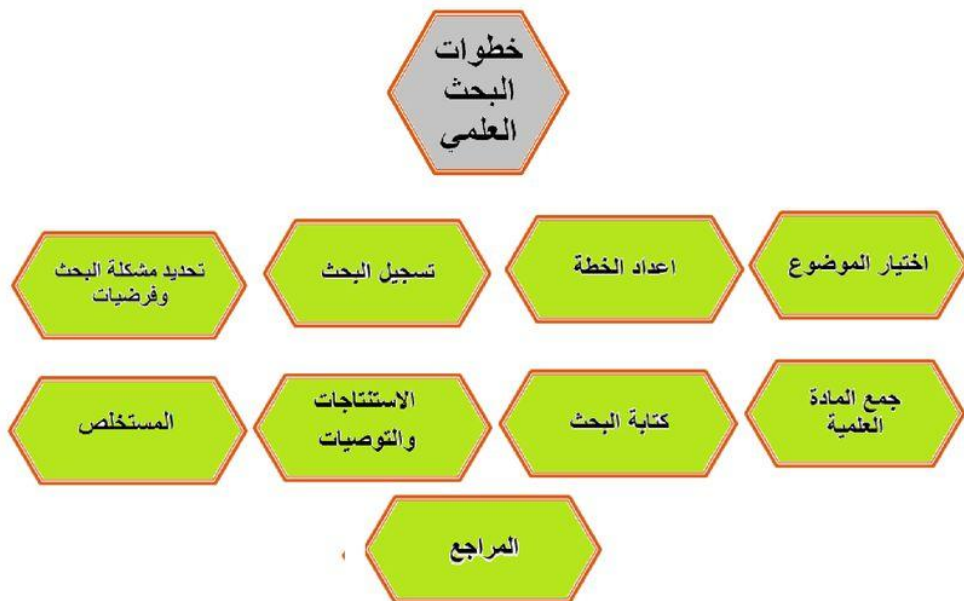 خطوات
البحث
العلمي
اختيار الموضوع
اعداد الخطة
تسجيل البحث
تحديد مشكلة البحث
وفرضيات
جمع المادة
العلمية
كتابة البحث
الاستنتاجات
والتوصيات
المستخلص
المراجع